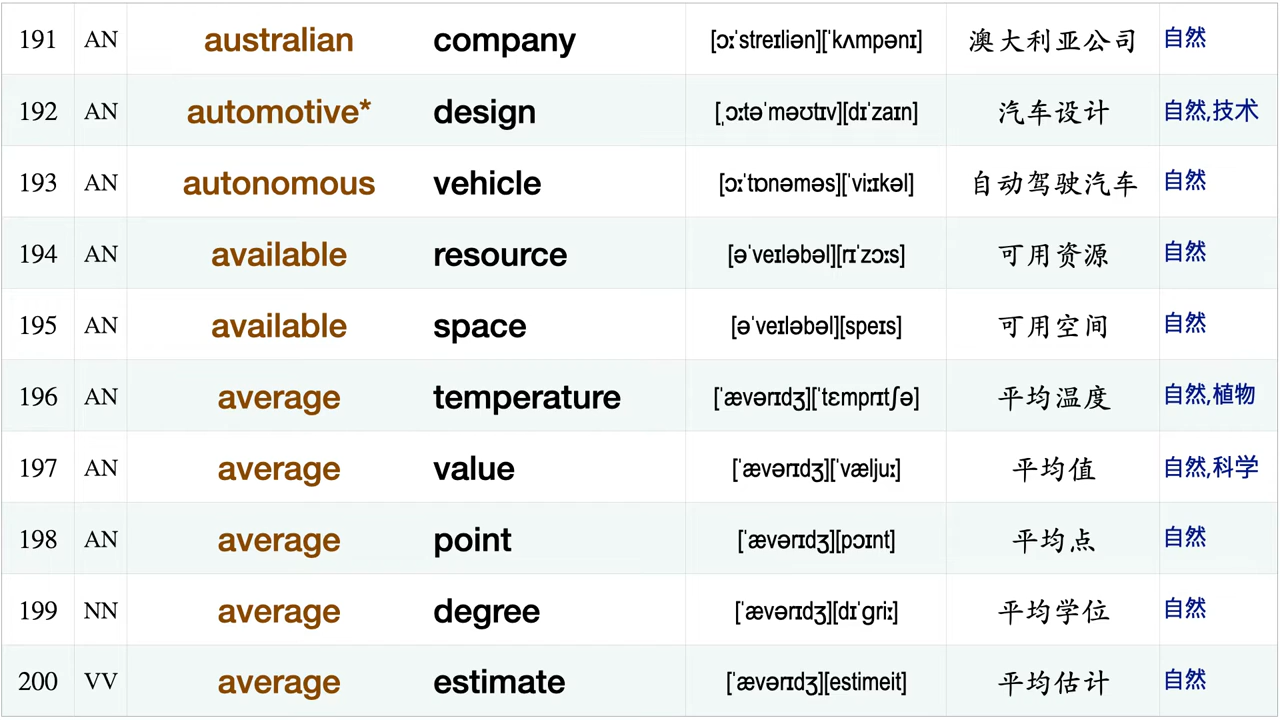 191 AN australian company [ɔːˈstreɪliən][ˈkʌmpənɪ] 澳大利亚公司 自然
192 AN automotive* design [ˌɔːtəˈməʊtɪv][dɪˈzaɪn] 汽车设计 自然,技术
193 AN autonomous vehicle [ɔːˈtɒnəməs][ˈviːɪkəl] 自动驾驶汽车 自然
194 AN available resource [əˈveɪləbəl][rɪˈzɔːs] 可用资源 自然
195 AN available space [əˈveɪləbəl][speɪs] 可用空间 自然
196 AN average temperature [ˈævərɪdʒ][ˈtɛmprɪtʃə] 平均温度 自然,植物
197 AN average value [ˈævərɪdʒ][ˈvæljuː] 平均值 自然,科学
198 AN average point [ˈævərɪdʒ][pɔɪnt] 平均点 自然
199 NN average degree [ˈævərɪdʒ][dɪˈɡriː] 平均学位 自然
200 VV average estimate [ˈævərɪdʒ][estimeit] 平均估计 自然